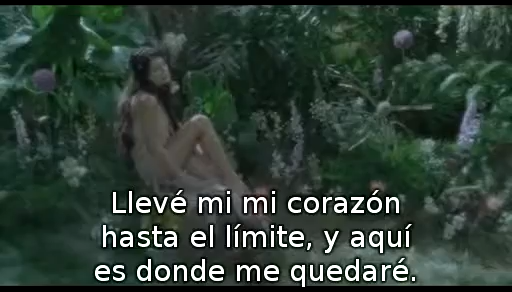 Llevé mi mi corazón
hasta el límite, y aquí
es donde me quedaré.